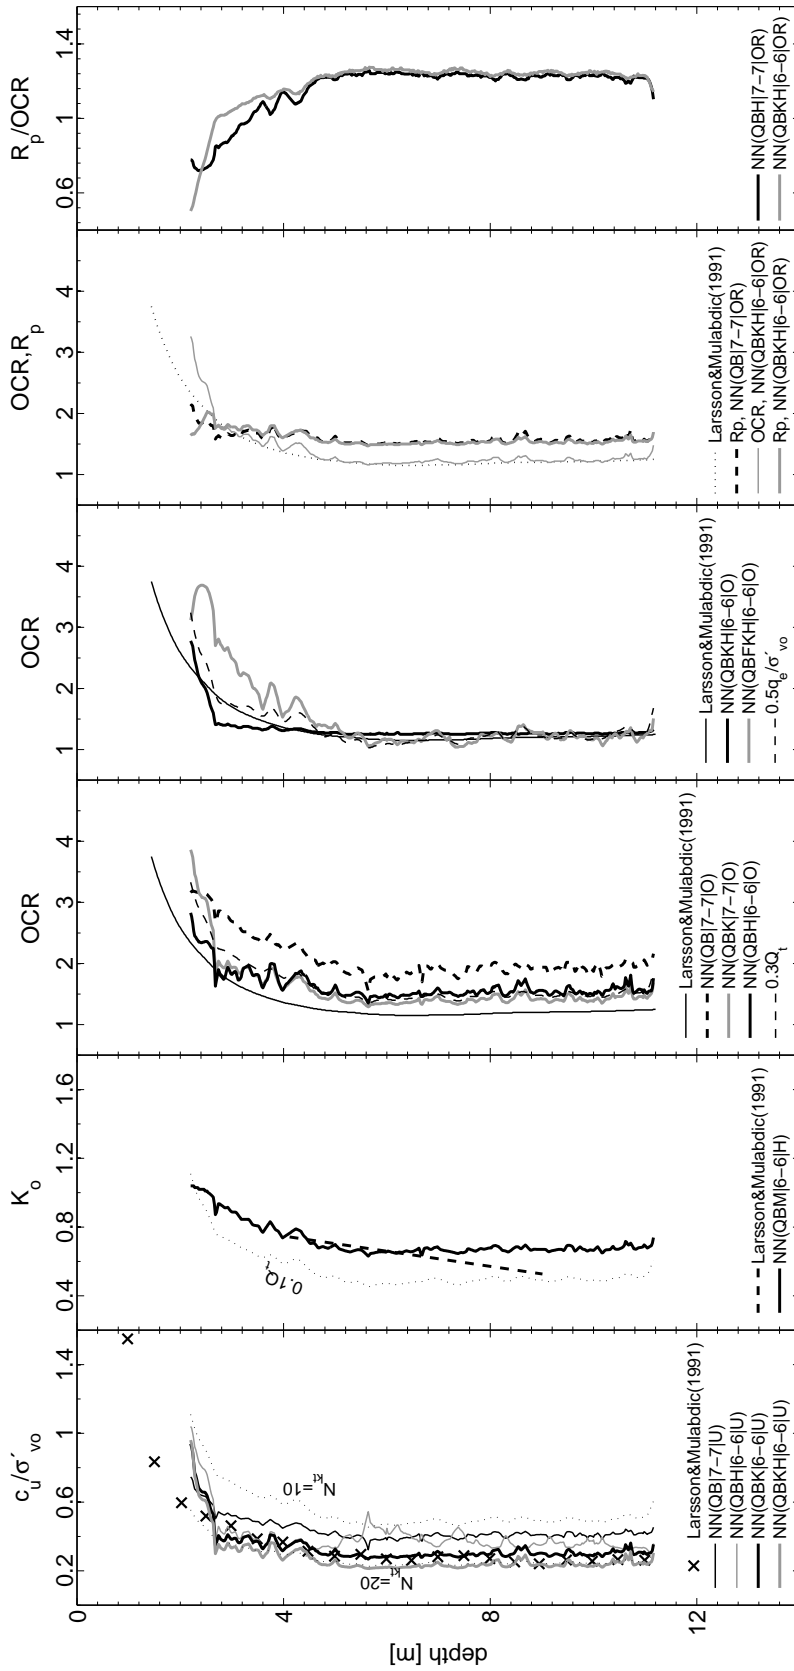 c_u/σ´_vo
0.2 0.6 1 1.4
depth [m]
0
4
8
12
N_kt=10
N_kt=20
Larsson&Mulabdic(1991)
NN(QB|7−7|U)
NN(QBH|6−6|U)
NN(QBK|6−6|U)
NN(QBKH|6−6|U)
K_o
0.4 0.8 1.2 1.6
0.1Q_t
Larsson&Mulabdic(1991)
NN(QBM|6−6|H)
OCR
1 2 3 4
Larsson&Mulabdic(1991)
NN(QB|7−7|O)
NN(QBK|7−7|O)
NN(QBH|6−6|O)
0.3Q_t
OCR
1 2 3 4
Larsson&Mulabdic(1991)
NN(QBKH|6−6|O)
NN(QBFKH|6−6|O)
0.5q_e/σ´_vo
OCR,R_p
1 2 3 4
Larsson&Mulabdic(1991)
Rp, NN(QB|7−7|OR)
OCR, NN(QBKH|6−6|OR)
Rp, NN(QBKH|6−6|OR)
R_p/OCR
0.6 1 1.4
NN(QBH|7−7|OR)
NN(QBKH|6−6|OR)